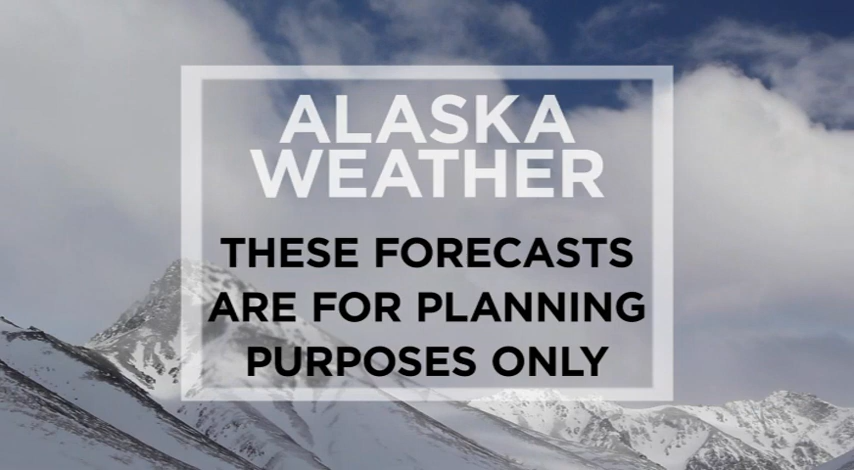 ALASKA
WEATHER
THESE FORECASTS
ARE FOR PLANNING
PURPOSES ONLY